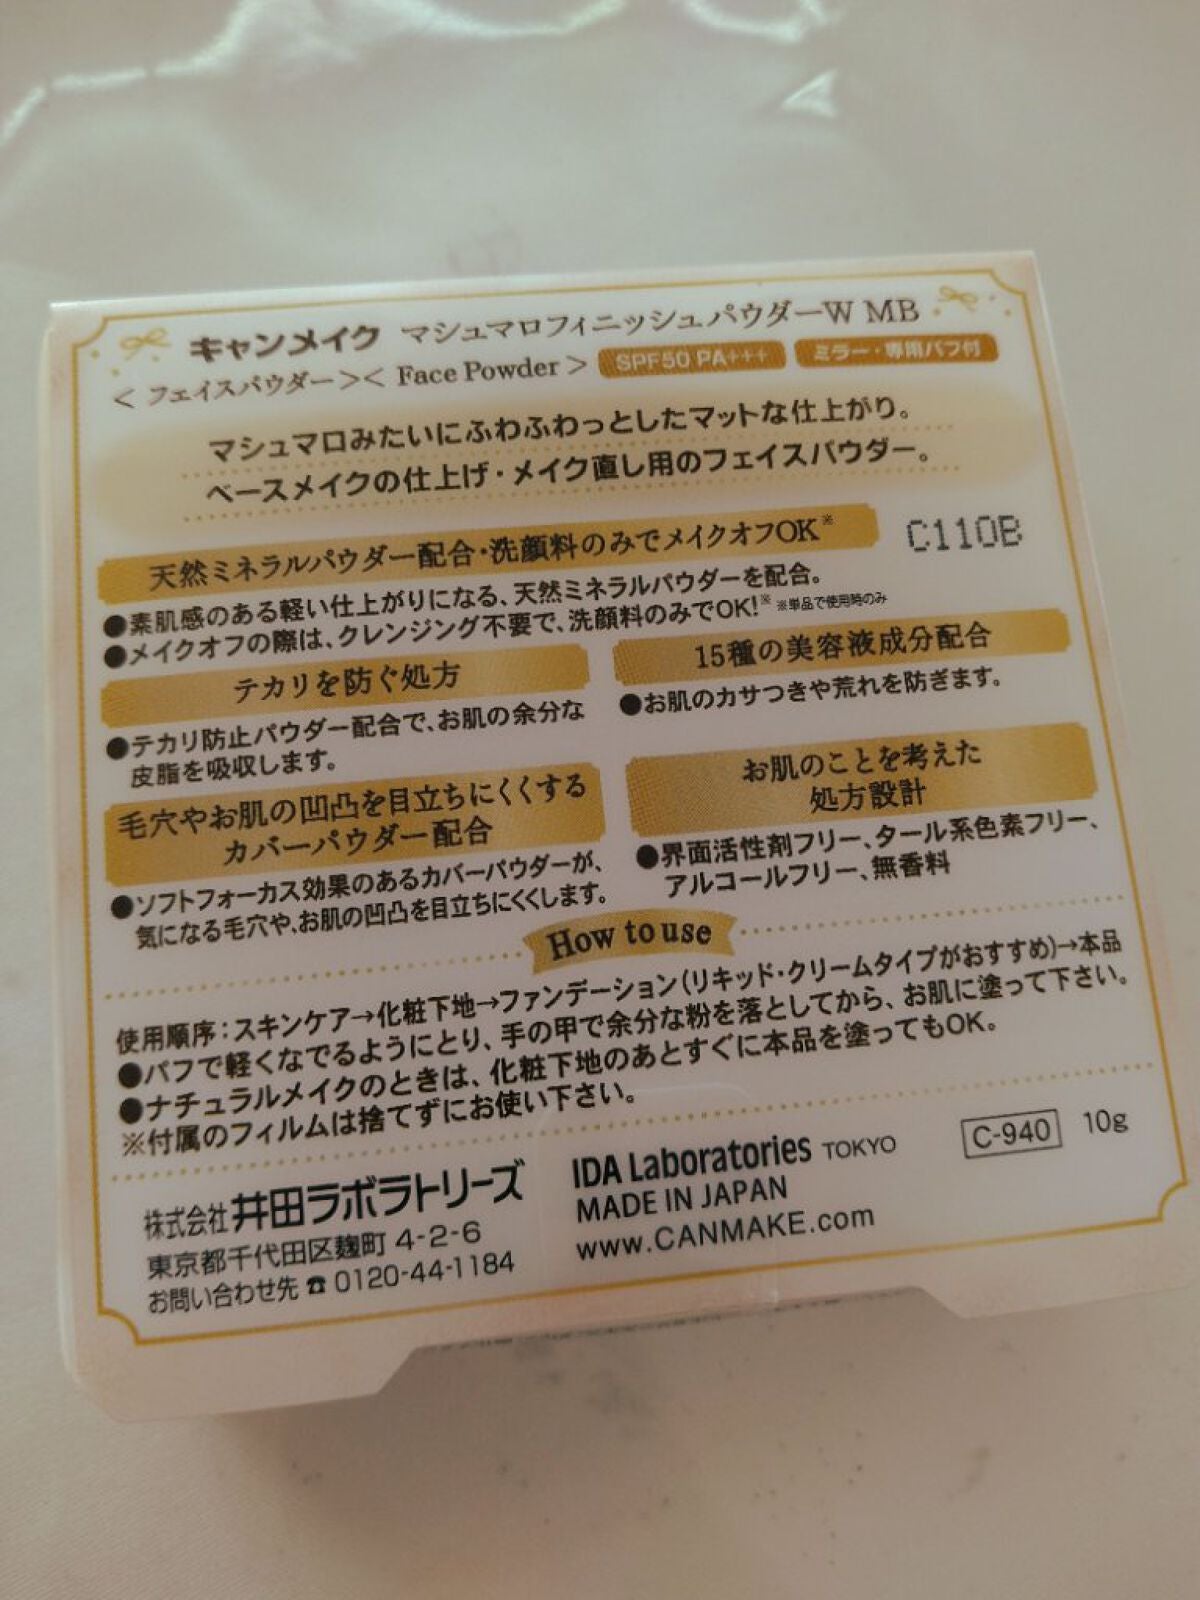 キャンメイク マシュマロフィニッシュパウダーW MB
＜フェイスパウダー＞＜ Face Powder ＞ SPF50 PA+++ ミラー・専用パフ付
マシュマロみたいにふわふわっとしたマットな仕上がり。
ベースメイクの仕上げ・メイク直し用のフェイスパウダー。
天然ミネラルパウダー配合・洗顔料のみでメイクオフOK※
C110B
●素肌感のある軽い仕上がりになる、天然ミネラルパウダーを配合。
●メイクオフの際は、クレンジング不要で、洗顔料のみでOK!※ ※単品で使用時のみ
テカリを防ぐ処方
●テカリ防止パウダー配合で、お肌の余分な
皮脂を吸収します。
15種の美容液成分配合
●お肌のカサつきや荒れを防ぎます。
毛穴やお肌の凹凸を目立ちにくくする
カバーパウダー配合
●ソフトフォーカス効果のあるカバーパウダーが、
気になる毛穴や、お肌の凹凸を目立ちにくくします。
お肌のことを考えた
処方設計
●界面活性剤フリー、タール系色素フリー、
アルコールフリー、無香料
How to use
使用順序：スキンケア→化粧下地→ファンデーション（リキッド・クリームタイプがおすすめ）→本品
●パフで軽くなでるようにとり、手の甲で余分な粉を落としてから、お肌に塗って下さい。
●ナチュラルメイクのときは、化粧下地のあとすぐに本品を塗ってもOK。
※付属のフィルムは捨てずにお使い下さい。
株式会社井田ラボラトリーズ
東京都千代田区麹町 4-2-6
お問い合わせ先 ☎ 0120-44-1184
IDA Laboratories TOKYO
MADE IN JAPAN
www.CANMAKE.com
C-940 10g